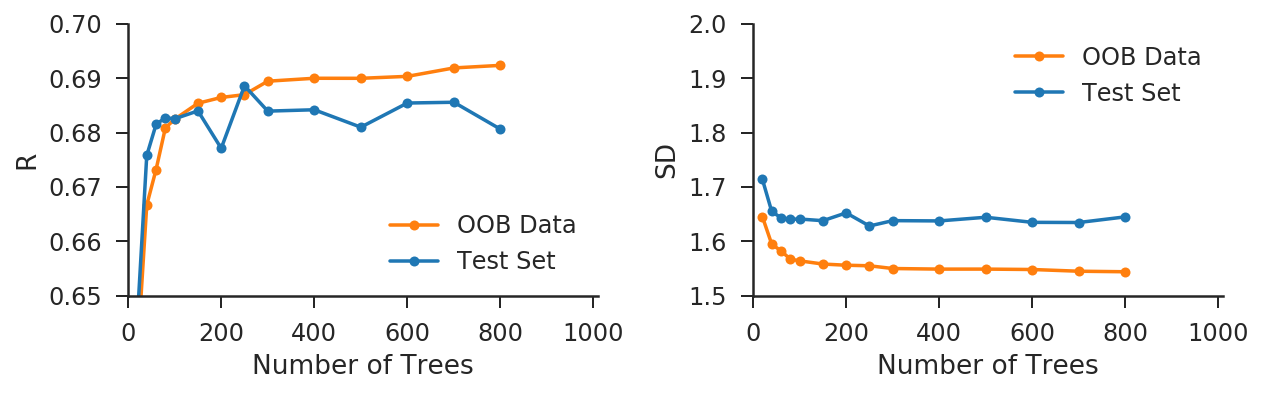 0.70
0.69
0.68
0.67
0.66
0.65
R
0 200 400 600 800 1000
Number of Trees
OOB Data
Test Set
2.0
1.9
1.8
1.7
1.6
1.5
SD
0 200 400 600 800 1000
Number of Trees
OOB Data
Test Set